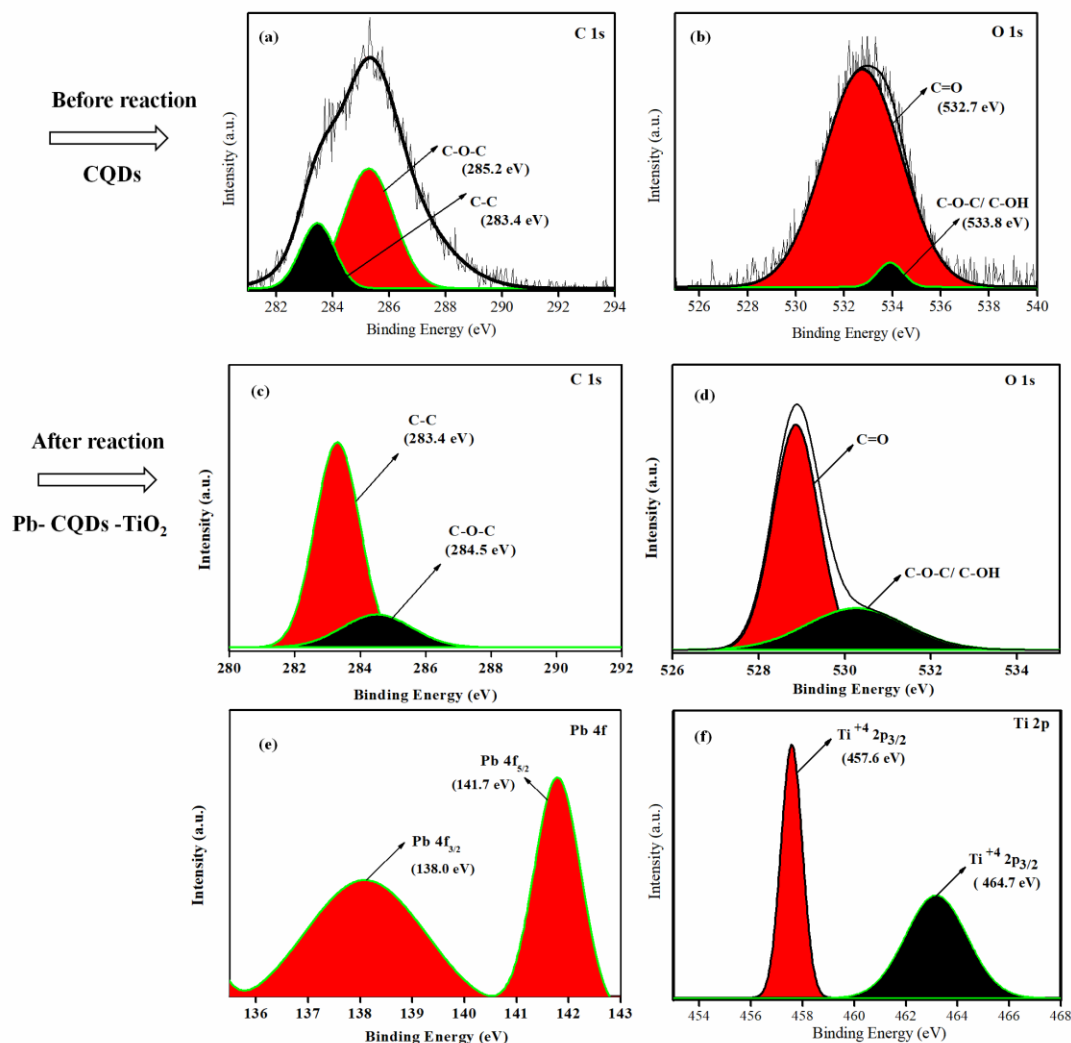 Before reaction
CQDs
(a)
C 1s
C-O-C
(285.2 eV)
C-C
(283.4 eV)
Intensity (a.u.)
282 284 286 288 290 292 294
Binding Energy (eV)
(b)
O 1s
C=O
(532.7 eV)
C-O-C/ C-OH
(533.8 eV)
Intensity (a.u.)
526 528 530 532 534 536 538 540
Binding Energy (eV)
After reaction
Pb- CQDs -TiO₂
(c)
C 1s
C-C
(283.4 eV)
C-O-C
(284.5 eV)
Intensity (a.u.)
280 282 284 286 288 290 292
Binding Energy (eV)
(d)
O 1s
C=O
C-O-C/ C-OH
Intensity (a.u.)
526 528 530 532 534
Binding Energy (eV)
(e)
Pb 4f
Pb 4f₅/₂
(141.7 eV)
Pb 4f₃/₂
(138.0 eV)
Intensity (a.u.)
136 137 138 139 140 141 142 143
Binding Energy (eV)
(f)
Ti 2p
Ti ⁺⁴ 2p₃/₂
(457.6 eV)
Ti ⁺⁴ 2p₃/₂
( 464.7 eV)
Intensity (a.u.)
454 456 458 460 462 464 466 468
Binding Energy (eV)